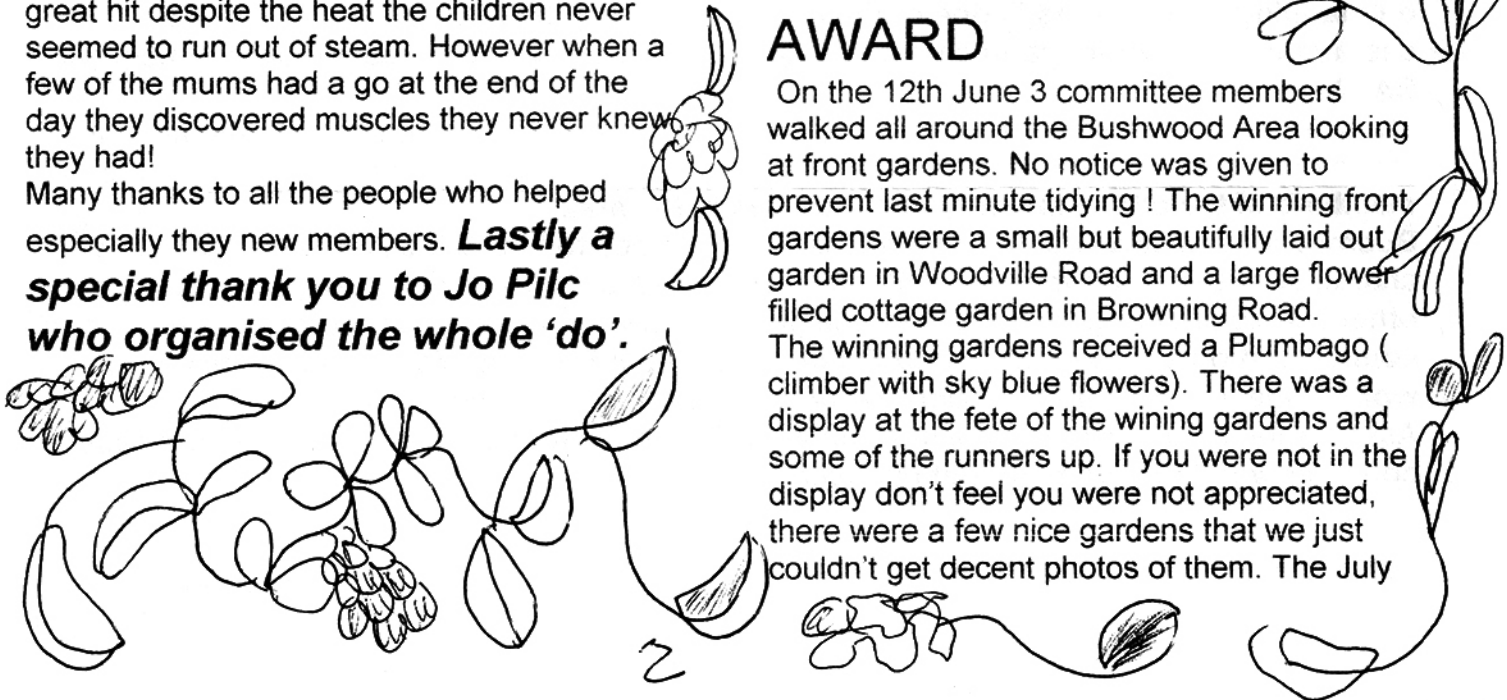 great hit despite the heat the children never
seemed to run out of steam. However when a
few of the mums had a go at the end of the
day they discovered muscles they never knew
they had!
Many thanks to all the people who helped
especially they new members. Lastly a
special thank you to Jo Pilc
who organised the whole ‘do’.
2
AWARD
On the 12th June 3 committee members
walked all around the Bushwood Area looking
at front gardens. No notice was given to
prevent last minute tidying ! The winning front
gardens were a small but beautifully laid out
garden in Woodville Road and a large flower
filled cottage garden in Browning Road.
The winning gardens received a Plumbago (
climber with sky blue flowers). There was a
display at the fete of the wining gardens and
some of the runners up. If you were not in the
display don't feel you were not appreciated,
there were a few nice gardens that we just
couldn't get decent photos of them. The July